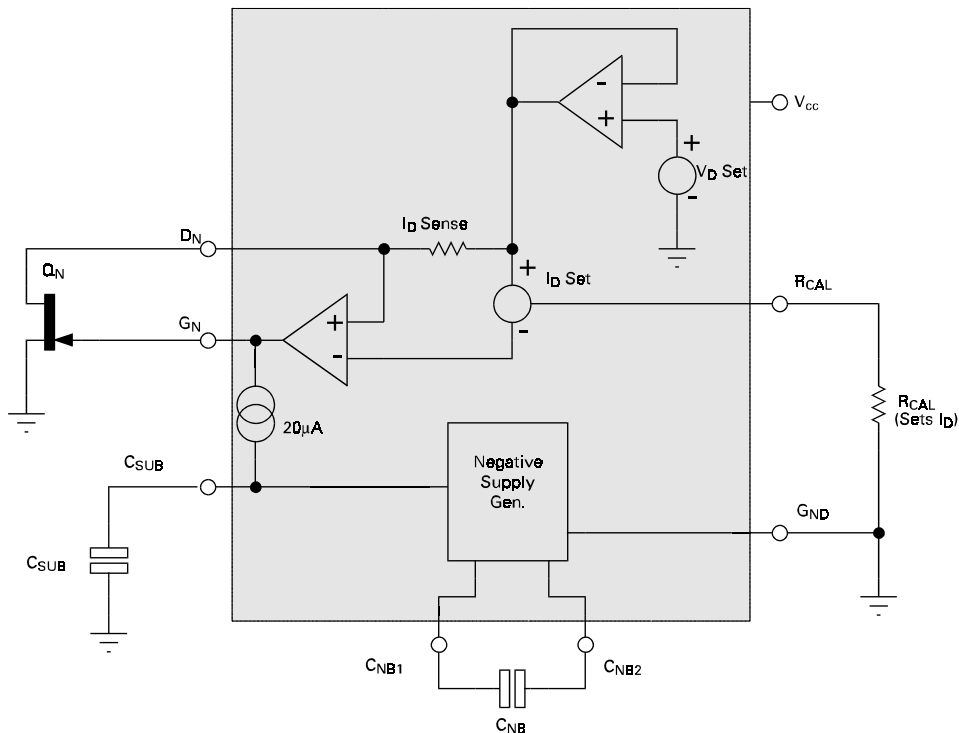 -
+
Vcc
+
VD Set
-
ID Sense
DN
+
ID Set
-
RCAL
QN
GN
+
-
20µA
RCAL
(Sets ID)
CSUB
Negative
Supply
Gen.
GND
CSUB
CNB1
CNB2
CNB